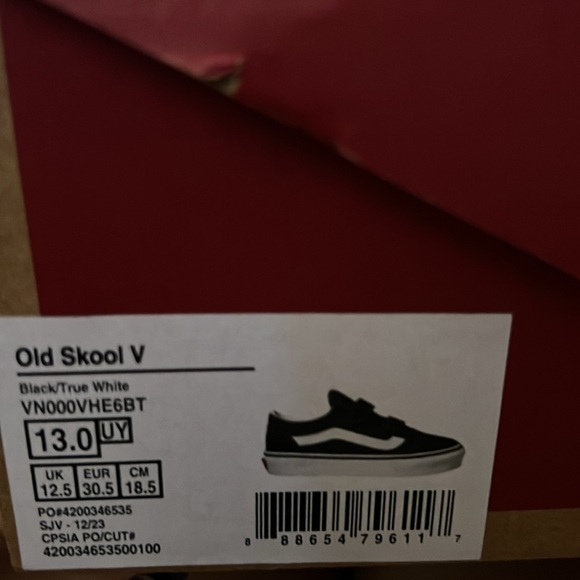 Old Skool V
Black/True White
VN000VHE6BT
13.0 UY
UK EUR CM
12.5 30.5 18.5
PO#4200346535
SJV - 12/23
CPSIA PO/CUT#
420034653500100
8 88654 79611 7